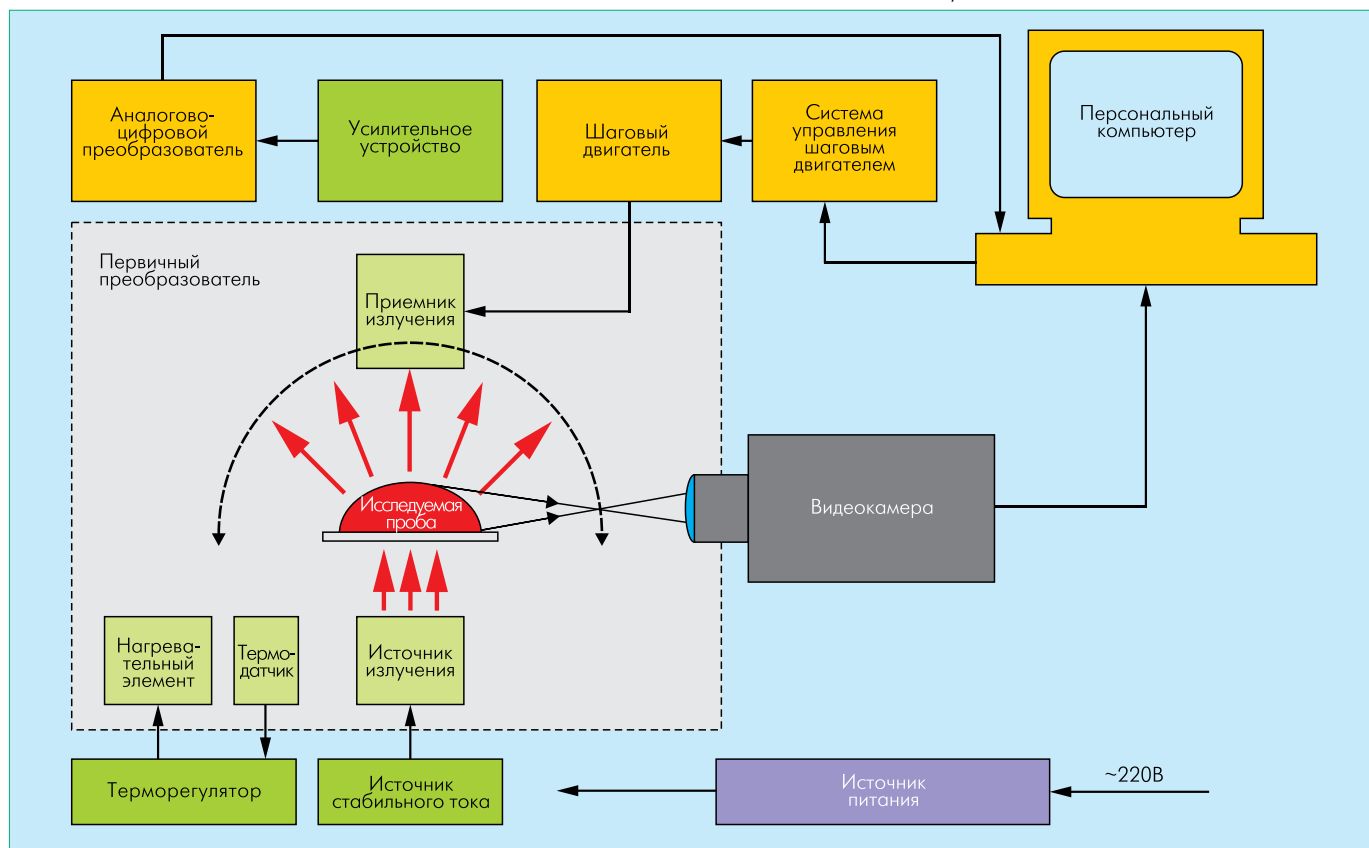 Аналогово-
цифровой
преобразователь
Усилительное
устройство
Шаговый
двигатель
Система
управления
шаговым
двигателем
Персональный
компьютер
Первичный
преобразователь
Приемник
излучения
Исследуемая
проба
Видеокамера
Нагрева-
тельный
элемент
Термо-
датчик
Источник
излучения
Терморегулятор
Источник
стабильного тока
Источник
питания
~220В